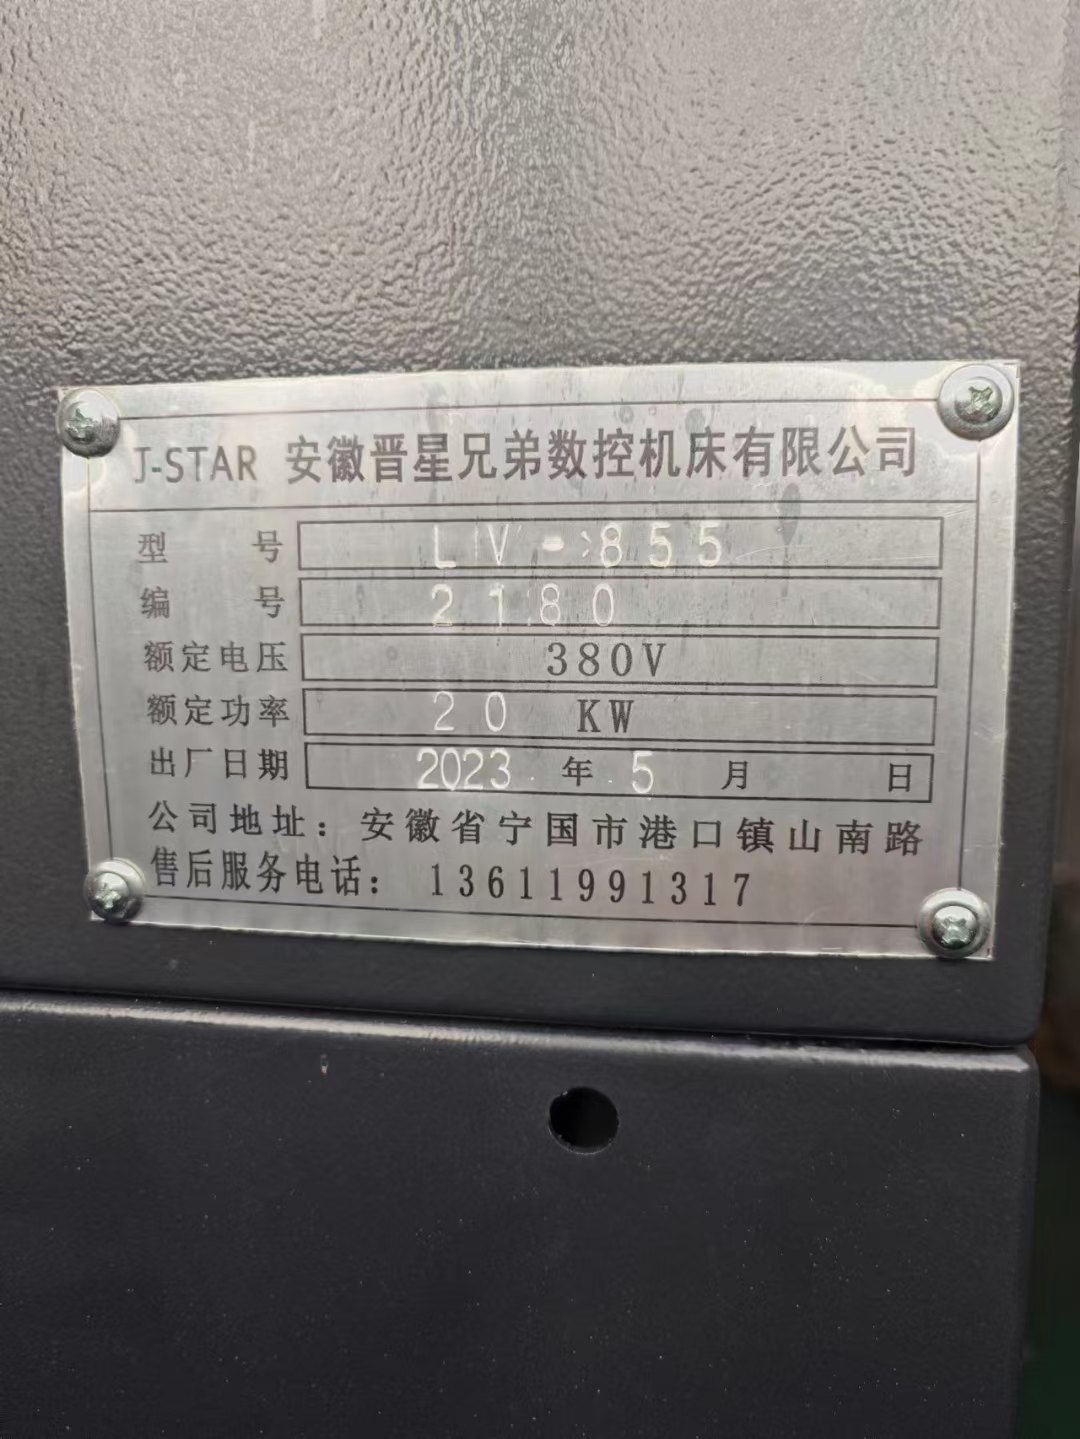 J-STAR 安徽晋星兄弟数控机床有限公司
型 号 LV-855
编 号 2180
额定电压 380V
额定功率 20 KW
出厂日期 2023 年 5 月 日
公司地址：安徽省宁国市港口镇山南路
售后服务电话：13611991317